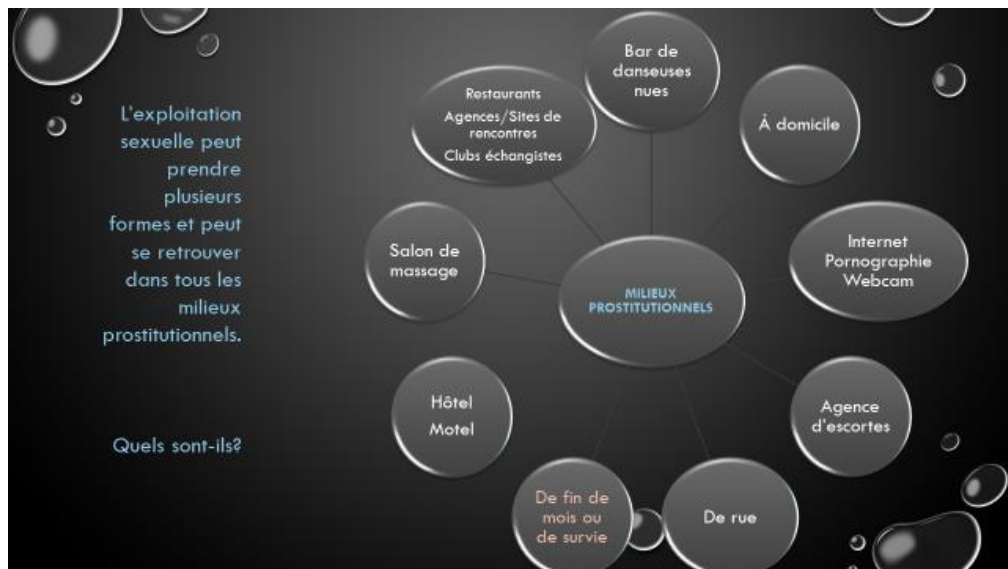 L'exploitation
sexuelle peut
prendre
plusieurs
formes et peut
se retrouver
dans tous les
milieux
prostitutionnels.
Quels sont-ils?
Bar de
danseuses
nues
Restaurants
Agences/Sites de
rencontres
Clubs échangistes
À domicile
Salon de
massage
Internet
Pornographie
Webcam
MILIEUX
PROSTITUTIONNELS
Hôtel
Motel
Agence
d'escortes
De fin de
mois ou
de survie
De rue